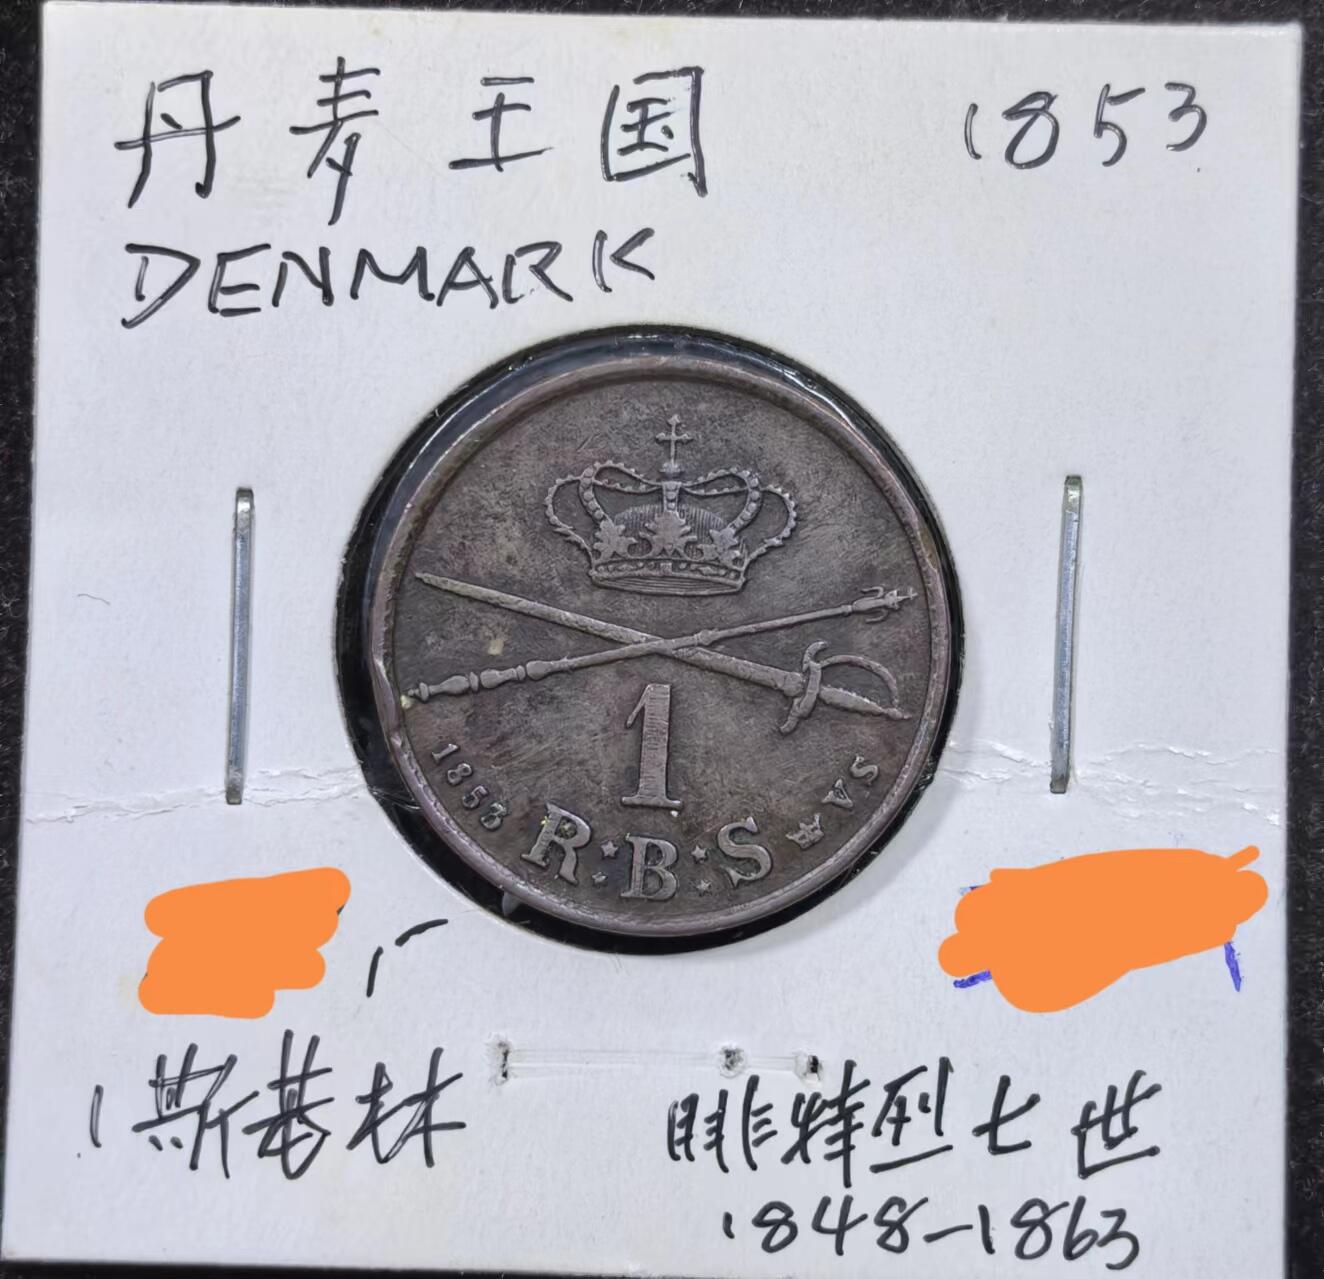 丹麦王国 1853
DENMARK
1
1853 R·B·S VS
1斯基林 腓特烈七世
1848-1863